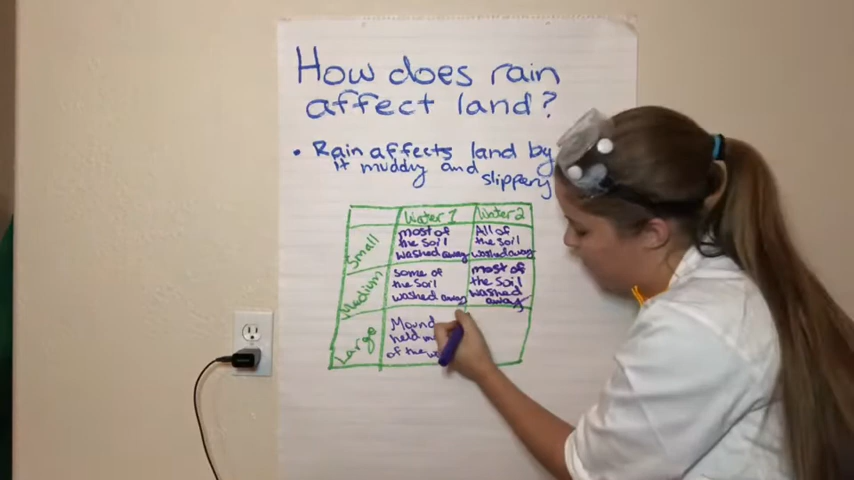 How does rain
affect land?
• Rain affects land by
it muddy and
slippery
Water 1 Water 2
Small
most of
the soil
washed away
All of
the soil
washed away
Medium
some of
the soil
washed away
most of
the soil
washed
away
Large
Mound
held
of the